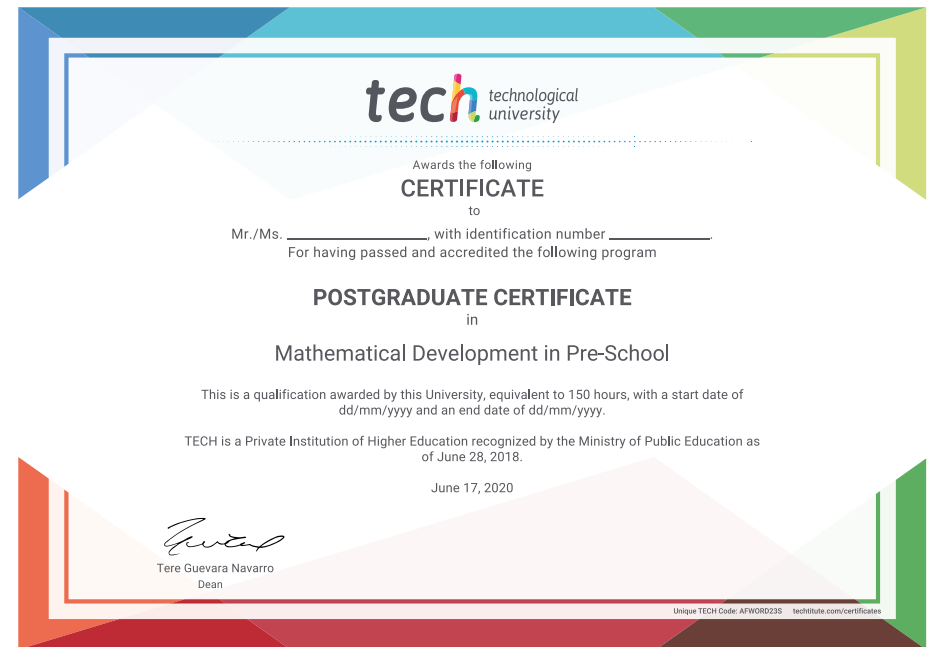 tech technological
university
Awards the following
CERTIFICATE
to
Mr./Ms. ____________________, with identification number ______________.
For having passed and accredited the following program
POSTGRADUATE CERTIFICATE
in
Mathematical Development in Pre-School
This is a qualification awarded by this University, equivalent to 150 hours, with a start date of
dd/mm/yyyy and an end date of dd/mm/yyyy.
TECH is a Private Institution of Higher Education recognized by the Ministry of Public Education as
of June 28, 2018.
June 17, 2020
Tere Guevara Navarro
Dean
Unique TECH Code: AFWORD23S techtitute.com/certificates